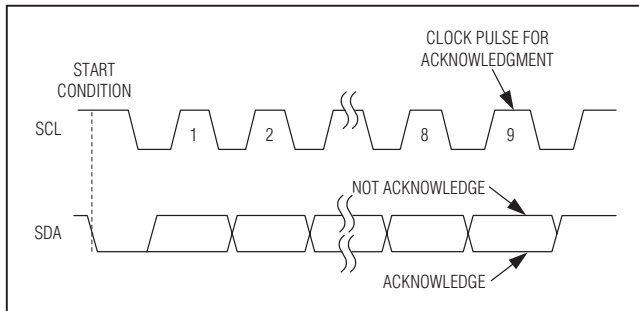 CLOCK PULSE FOR
ACKNOWLEDGMENT
START
CONDITION
SCL
1
2
8
9
NOT ACKNOWLEDGE
SDA
ACKNOWLEDGE